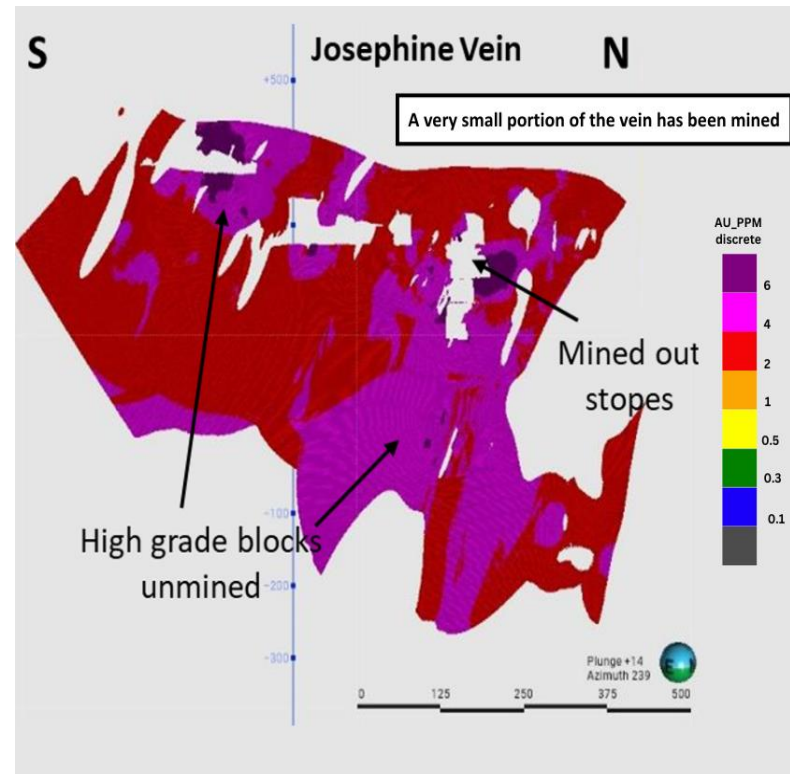 S
Josephine Vein
N
+500
A very small portion of the vein has been mined
AU_PPM
discrete
6
4
2
1
0.5
0.3
0.1
Mined out
stopes
High grade blocks
unmined
-100
-200
-300
Plunge +14
Azimuth 239
E N
0 125 250 375 500